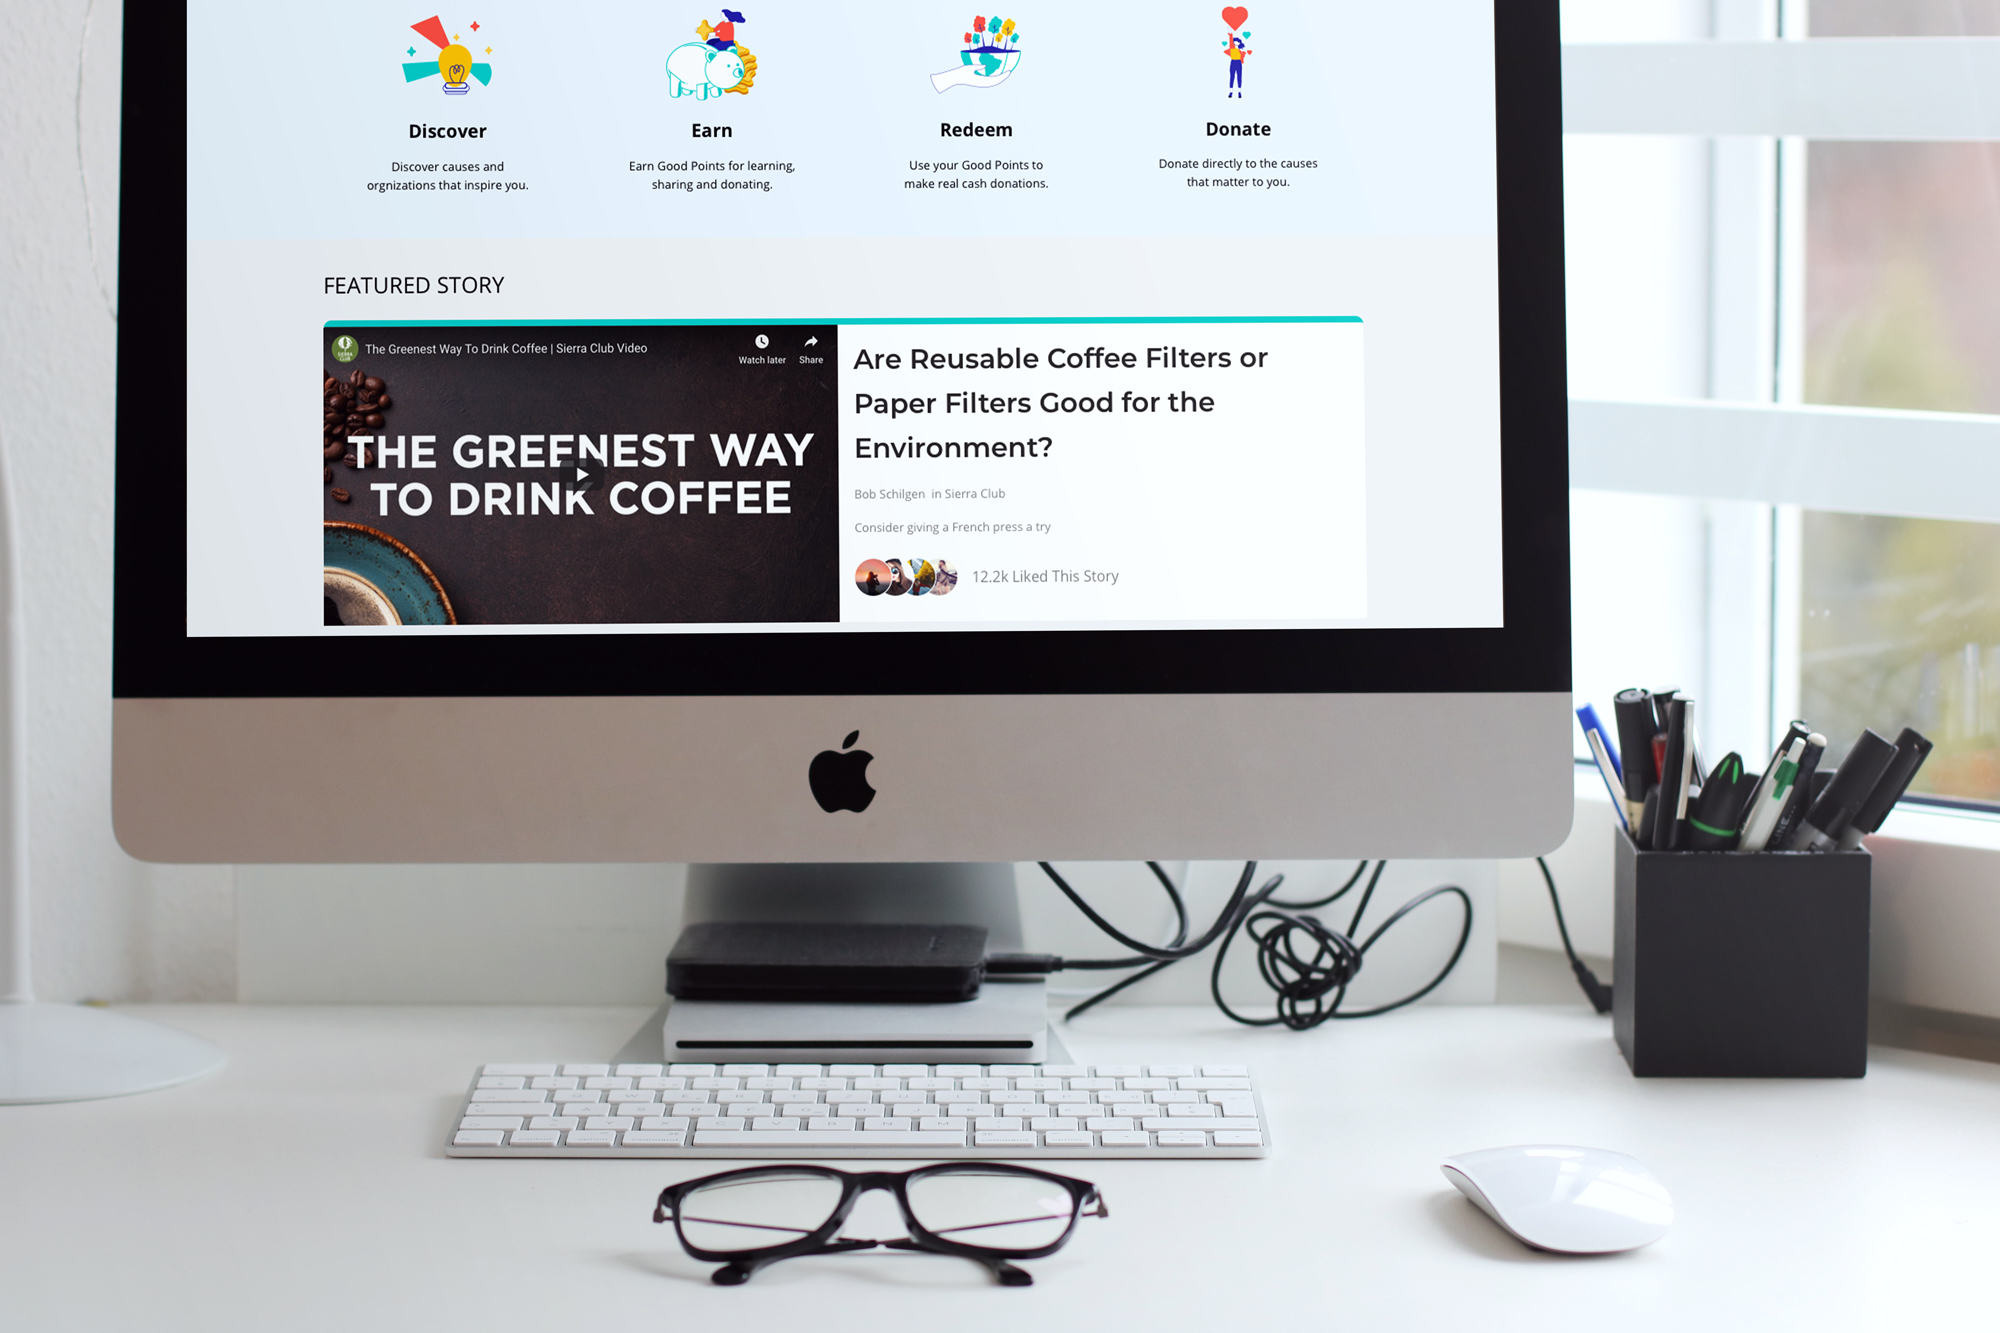 Discover
Discover causes and
orgnizations that inspire you.
Earn
Earn Good Points for learning,
sharing and donating.
Redeem
Use your Good Points to
make real cash donations.
Donate
Donate directly to the causes
that matter to you.
FEATURED STORY
SIERRA CLUB
The Greenest Way To Drink Coffee | Sierra Club Video
Watch later
Share
THE GREENEST WAY
TO DRINK COFFEE
Are Reusable Coffee Filters or
Paper Filters Good for the
Environment?
Bob Schilgen in Sierra Club
Consider giving a French press a try
12.2k Liked This Story